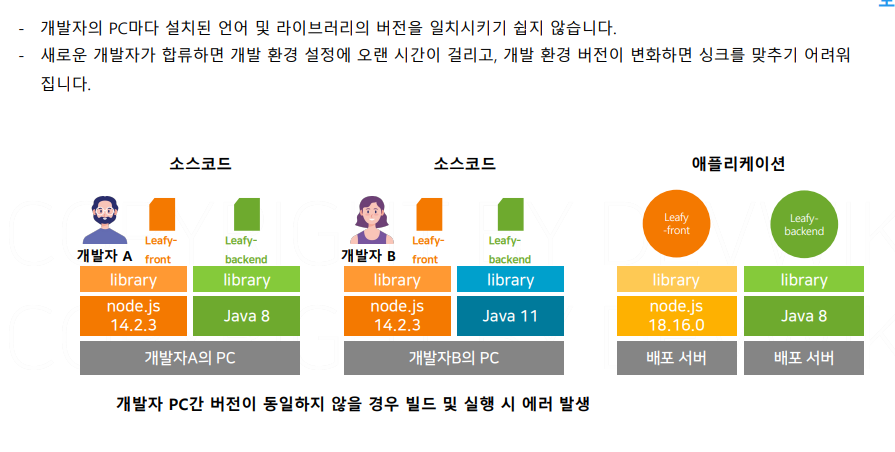 - 개발자의 PC마다 설치된 언어 및 라이브러리의 버전을 일치시키기 쉽지 않습니다.
- 새로운 개발자가 합류하면 개발 환경 설정에 오랜 시간이 걸리고, 개발 환경 버전이 변화하면 싱크를 맞추기 어려워
집니다.
소스코드
소스코드
애플리케이션
개발자 A
Leafy-
front
Leafy-
backend
개발자 B
Leafy-
front
Leafy-
backend
Leafy
-front
Leafy-
backend
library
library
library
library
library
library
node.js
14.2.3
Java 8
node.js
14.2.3
Java 11
node.js
18.16.0
Java 8
개발자A의 PC
개발자B의 PC
배포 서버
배포 서버
개발자 PC간 버전이 동일하지 않을 경우 빌드 및 실행 시 에러 발생